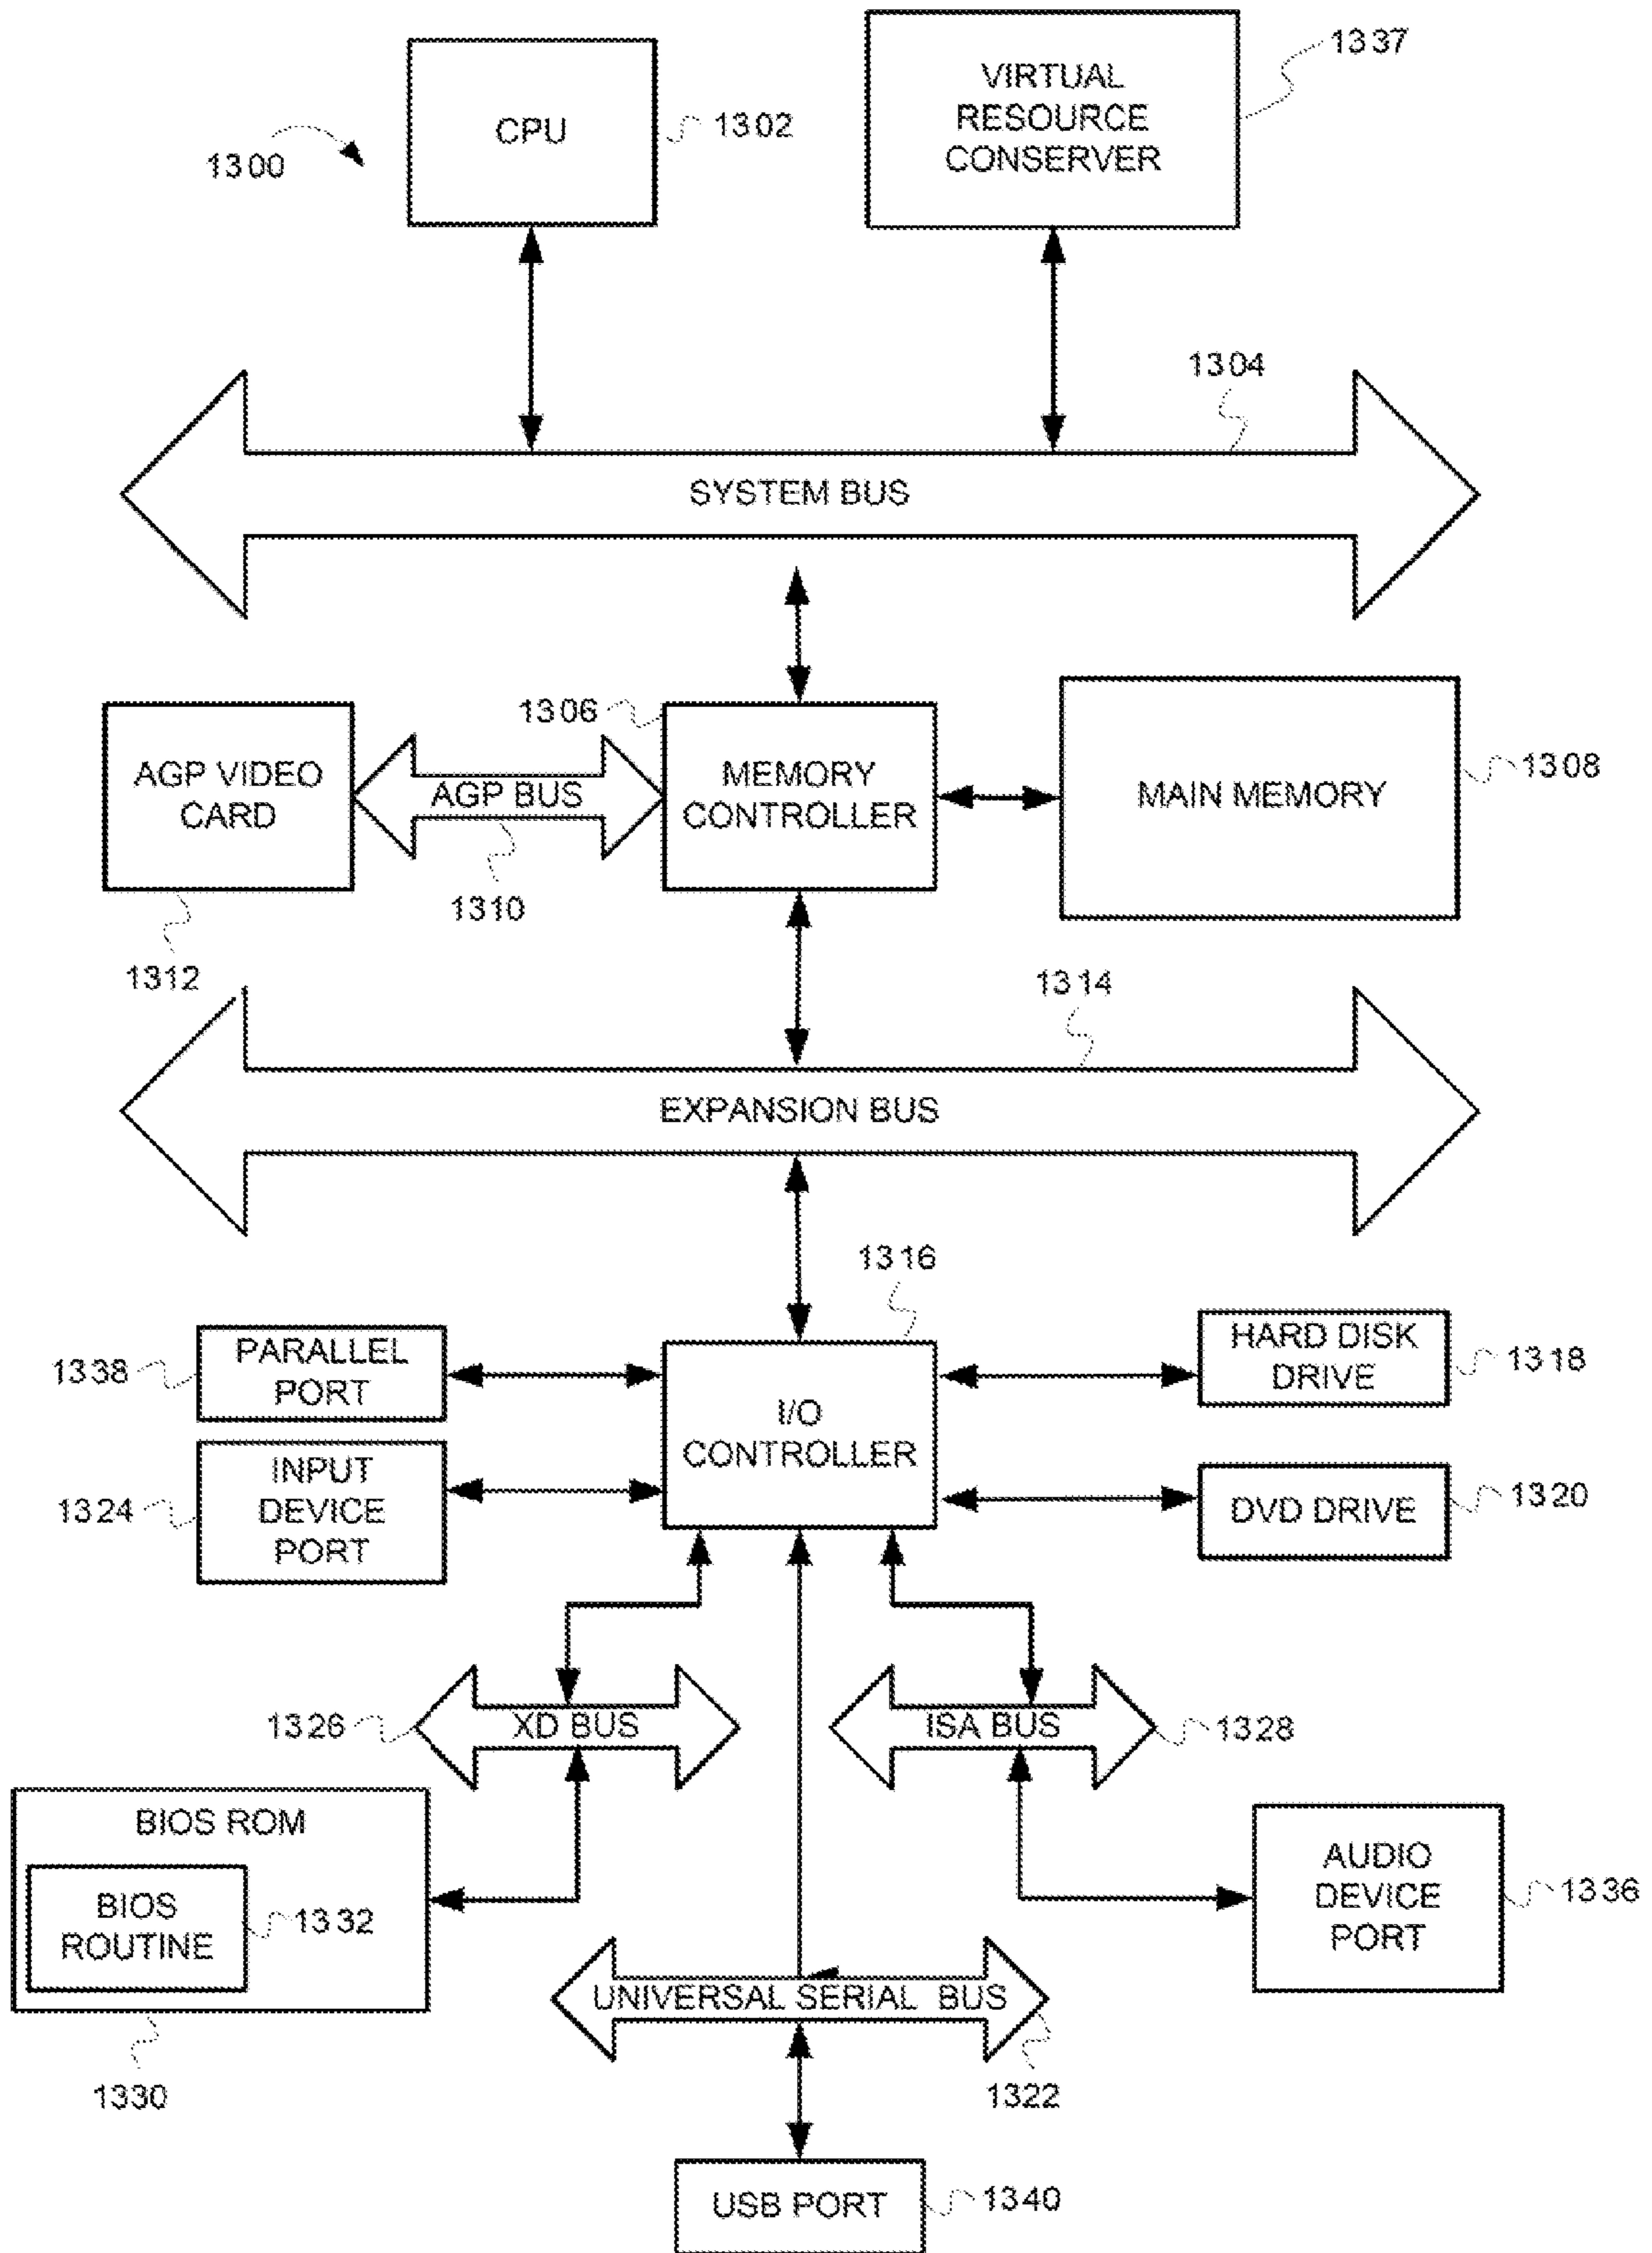 1337
VIRTUAL
RESOURCE
CONSERVER
CPU
1302
1300
1304
SYSTEM BUS
1306
AGP VIDEO
CARD
AGP BUS
MEMORY
CONTROLLER
MAIN MEMORY
1308
1310
1312
1314
EXPANSION BUS
1316
PARALLEL
PORT
1338
HARD DISK
DRIVE
1318
I/O
CONTROLLER
INPUT
DEVICE
PORT
1324
DVD DRIVE
1320
1326
XD BUS
ISA BUS
1328
BIOS ROM
BIOS
ROUTINE
1332
AUDIO
DEVICE
PORT
1336
UNIVERSAL SERIAL BUS
1330
1322
USB PORT
1340